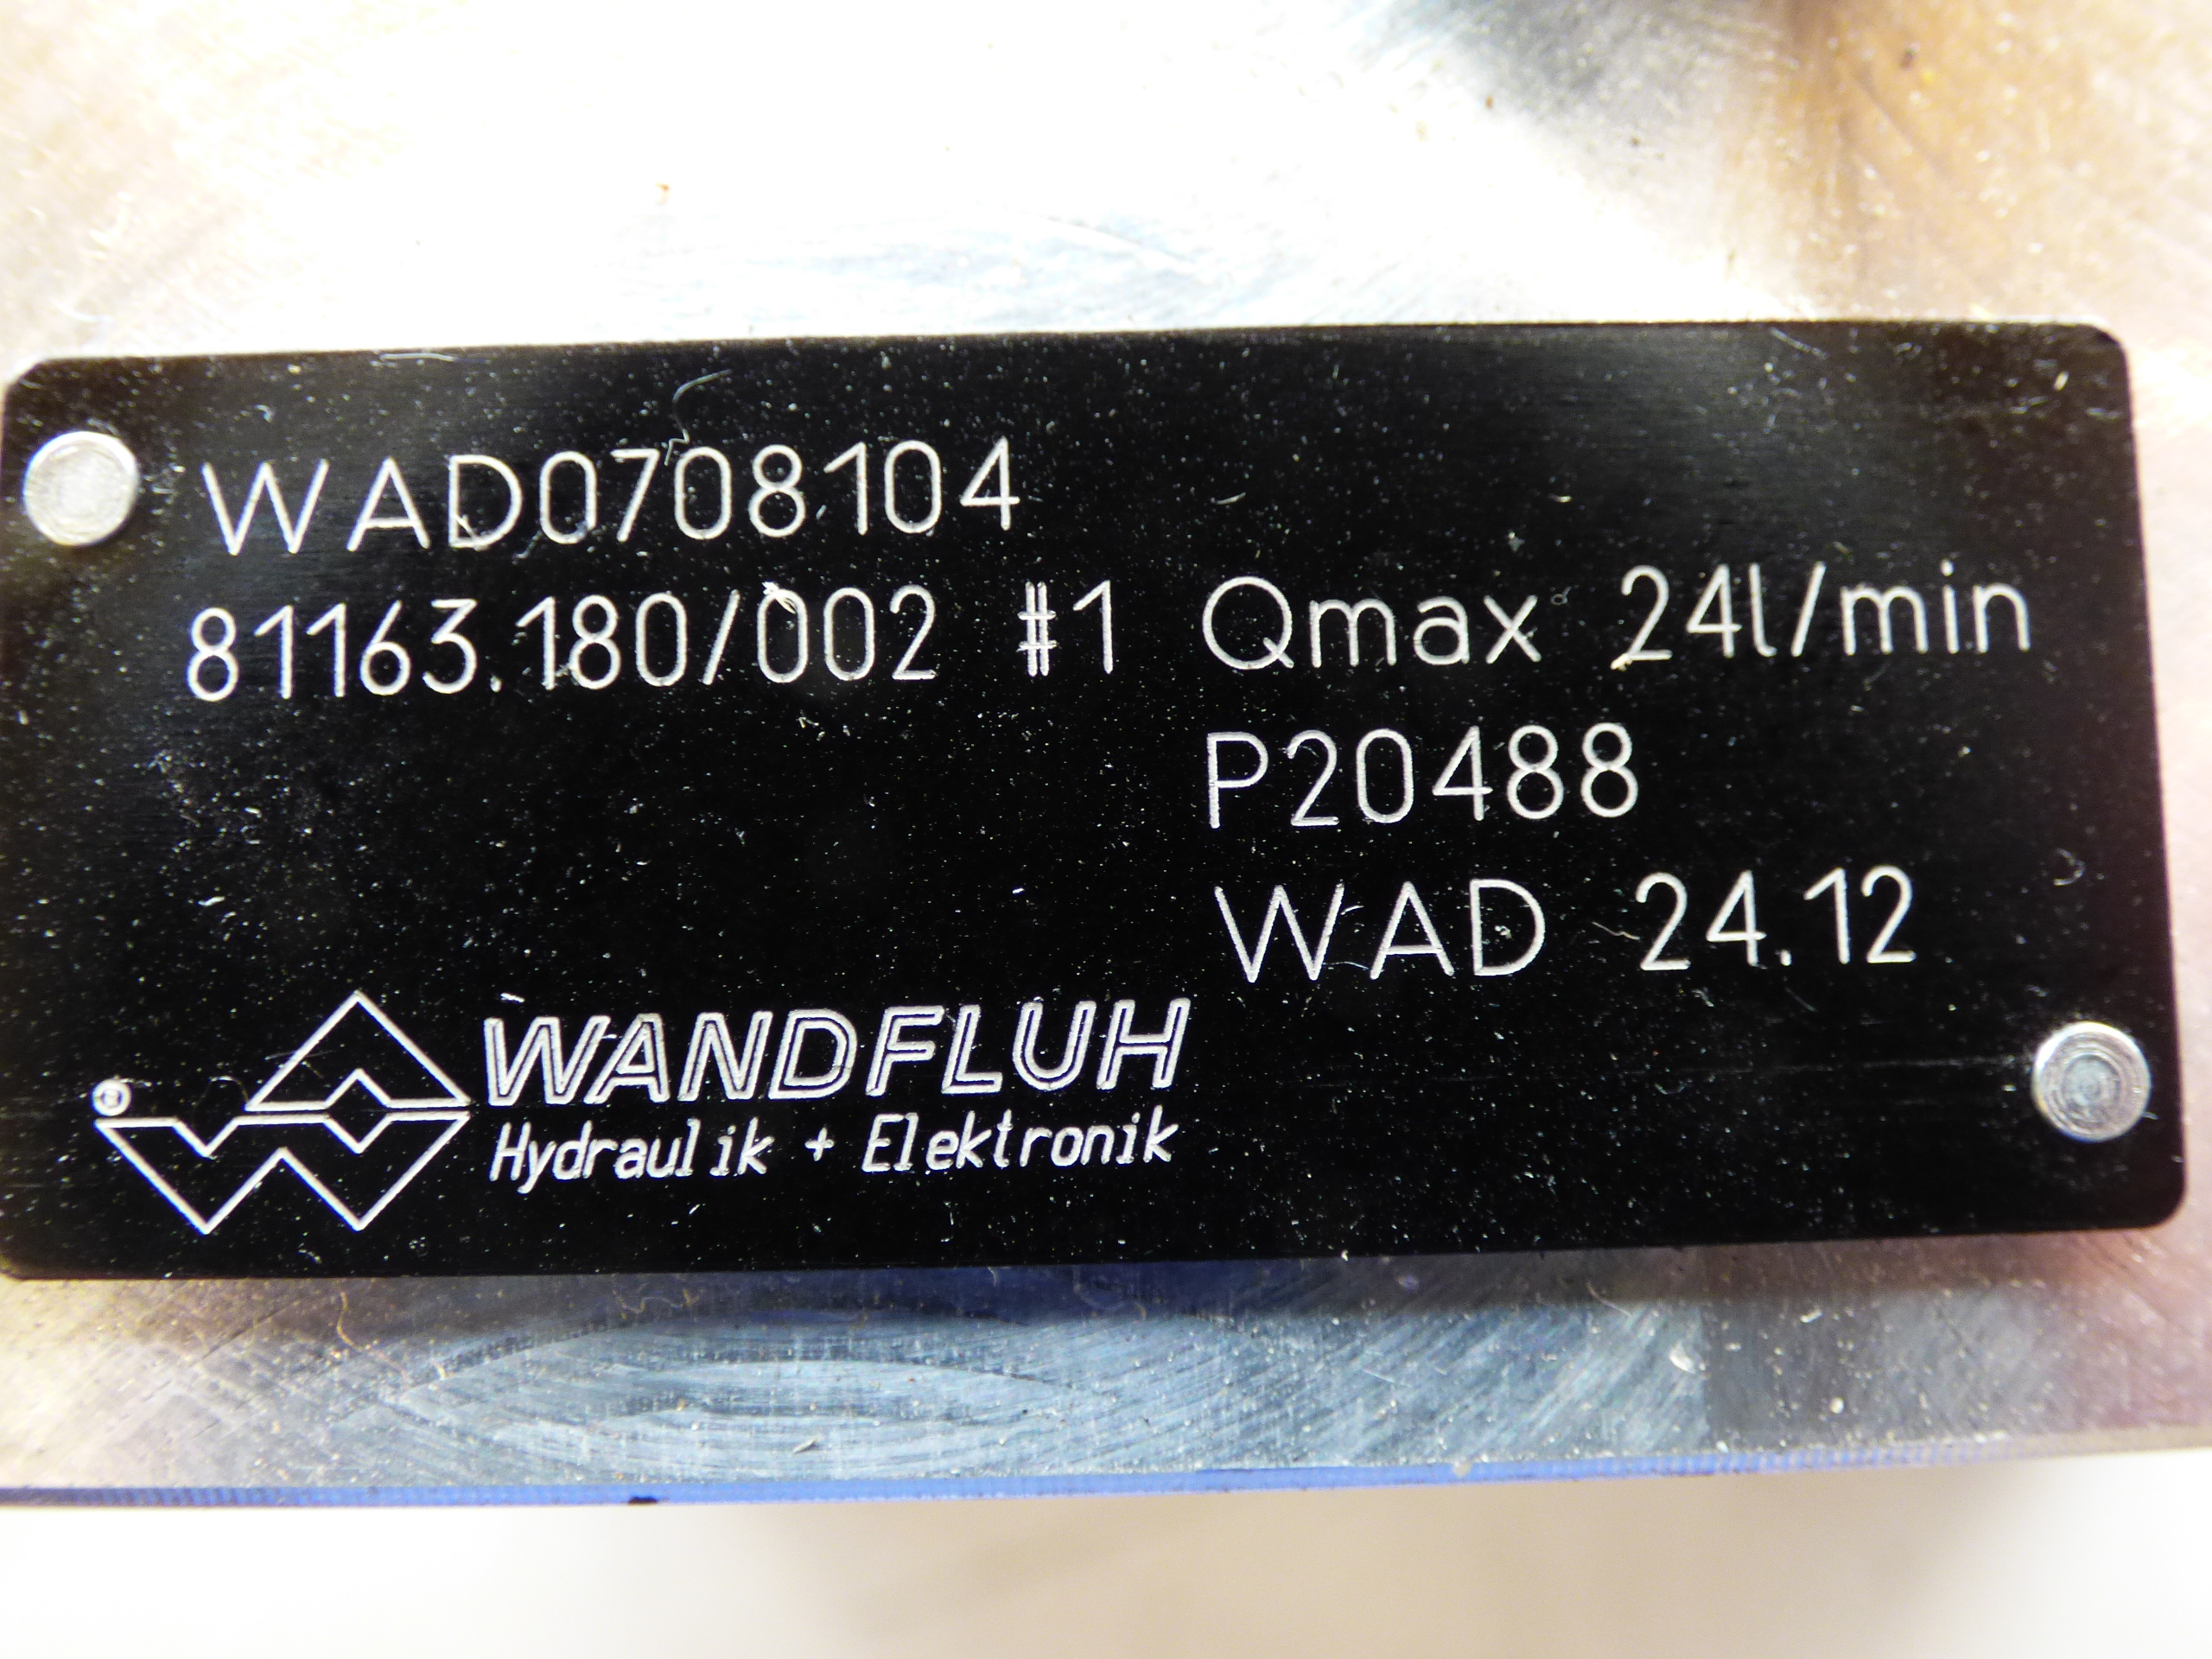 WAD0708104
81163.180/002 #1 Qmax 24l/min
P20488
WAD 24.12
® WANDFLUH
Hydraulik + Elektronik